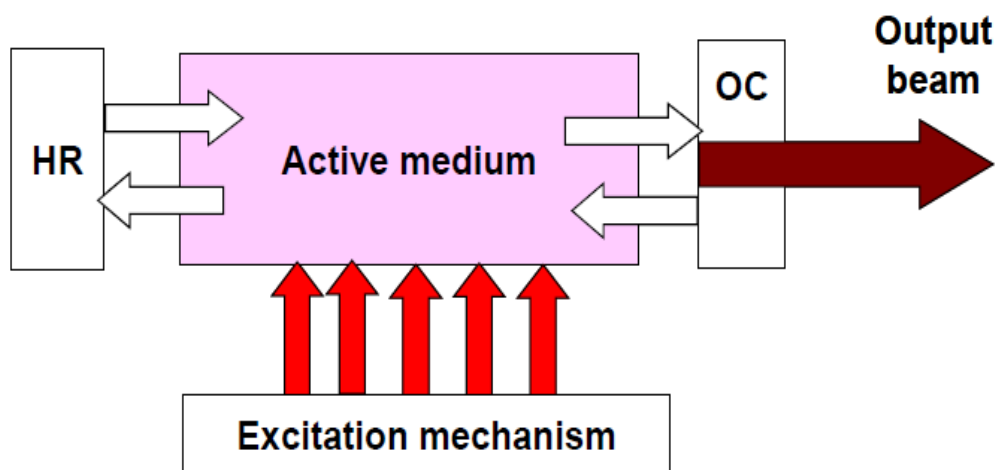 Output
beam
OC
HR
Active medium
Excitation mechanism